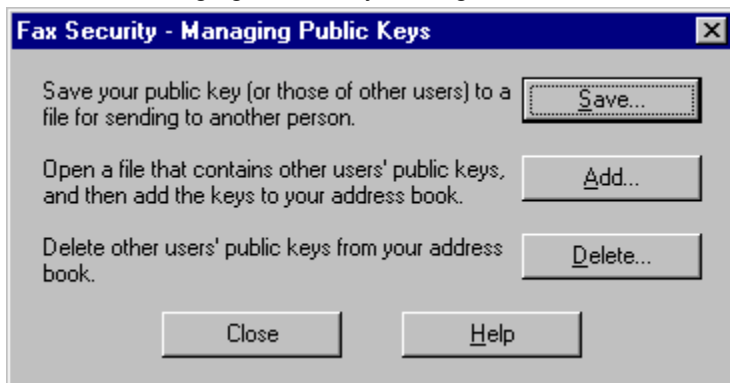 Fax Security - Managing Public Keys
Save your public key (or those of other users) to a
file for sending to another person.
Save...
Open a file that contains other users' public keys,
and then add the keys to your address book.
Add...
Delete other users' public keys from your address
book.
Delete...
Close
Help